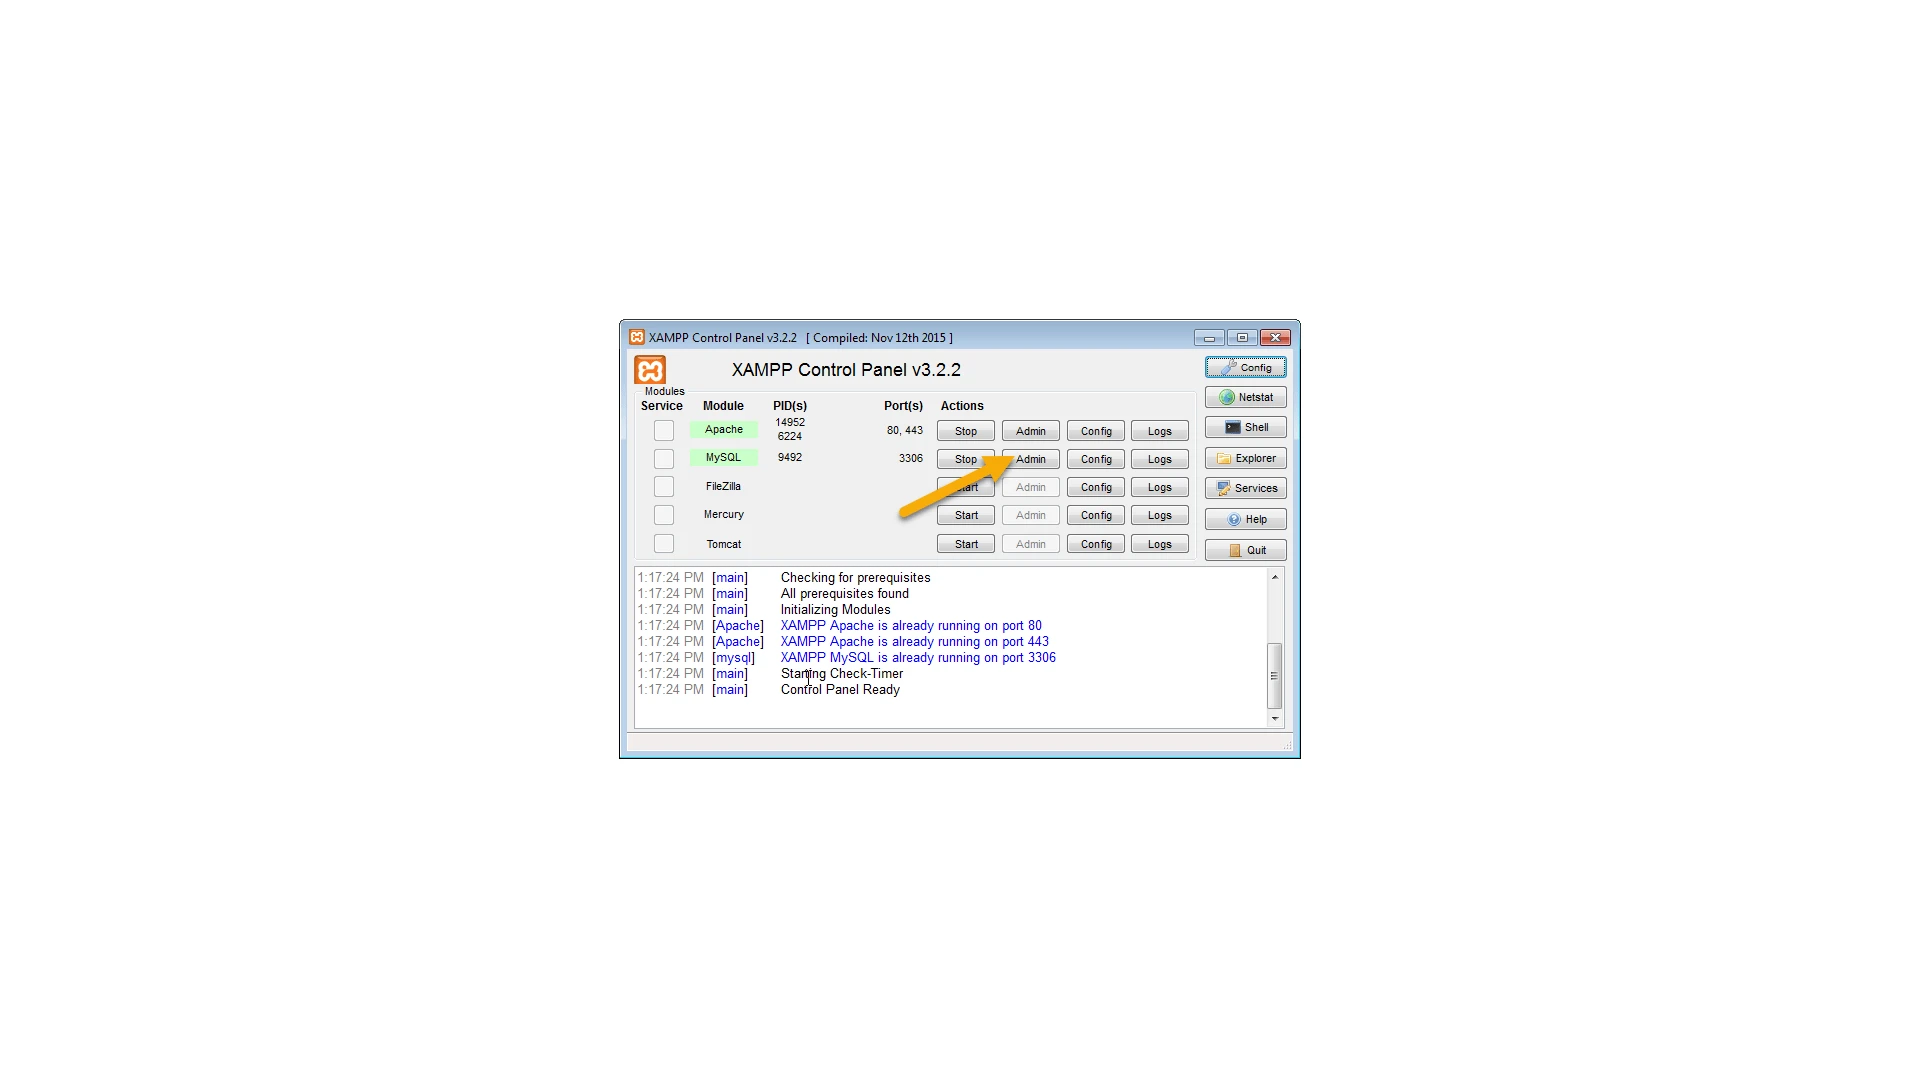 XAMPP Control Panel v3.2.2 [ Compiled: Nov 12th 2015 ]
XAMPP Control Panel v3.2.2
Config
Modules
Service Module PID(s) Port(s) Actions
Netstat
Apache 14952 6224 80, 443 Stop Admin Config Logs
Shell
MySQL 9492 3306 Stop Admin Config Logs
Explorer
FileZilla Start Admin Config Logs
Services
Mercury Start Admin Config Logs
Help
Tomcat Start Admin Config Logs
Quit
1:17:24 PM [main] Checking for prerequisites
1:17:24 PM [main] All prerequisites found
1:17:24 PM [main] Initializing Modules
1:17:24 PM [Apache] XAMPP Apache is already running on port 80
1:17:24 PM [Apache] XAMPP Apache is already running on port 443
1:17:24 PM [mysql] XAMPP MySQL is already running on port 3306
1:17:24 PM [main] Starting Check-Timer
1:17:24 PM [main] Control Panel Ready